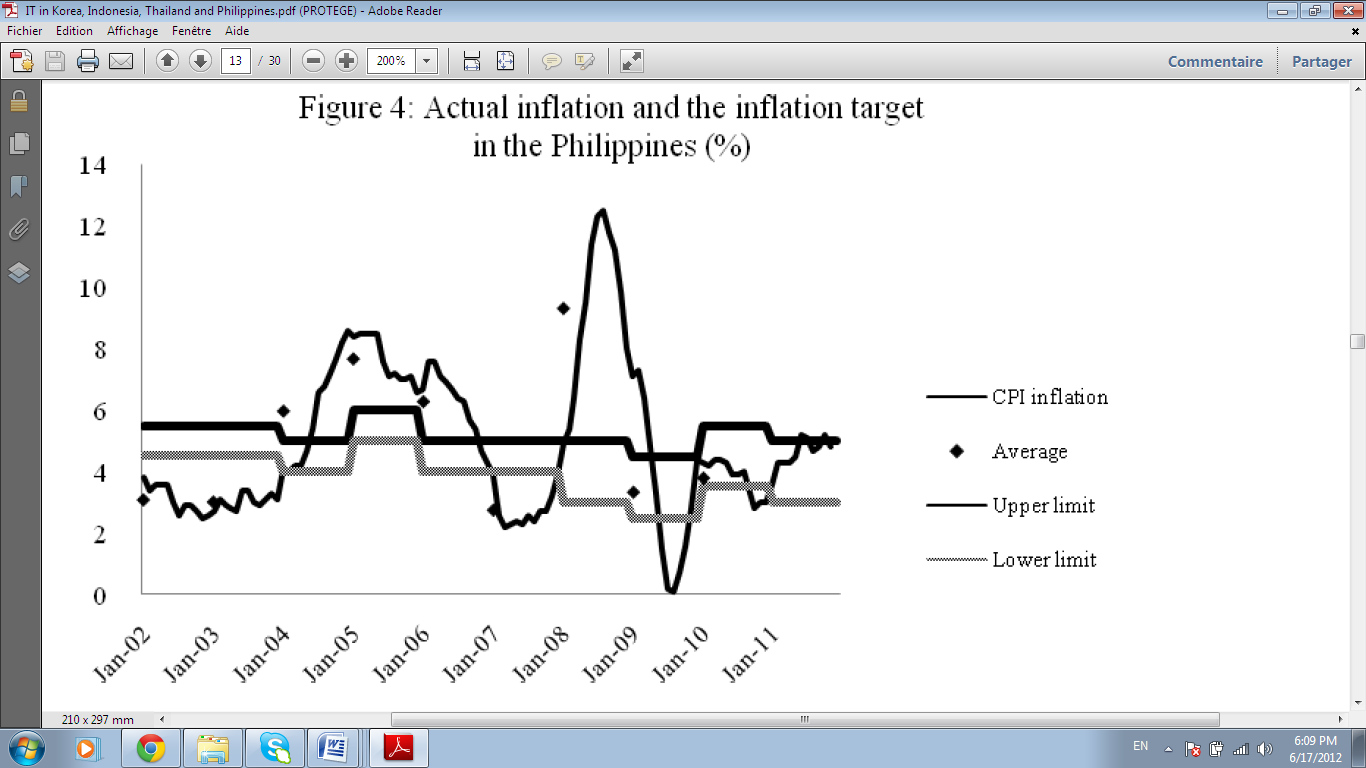 IT in Korea, Indonesia, Thailand and Philippines.pdf (PROTEGE) - Adobe Reader
Fichier Edition Affichage Fenêtre Aide
13 / 30 200% Commentaire Partager
Figure 4: Actual inflation and the inflation target
in the Philippines (%)
14
12
10
8
6
4
2
0
Jan-02 Jan-03 Jan-04 Jan-05 Jan-06 Jan-07 Jan-08 Jan-09 Jan-10 Jan-11
CPI inflation
Average
Upper limit
Lower limit
210 x 297 mm
EN 6:09 PM
6/17/2012